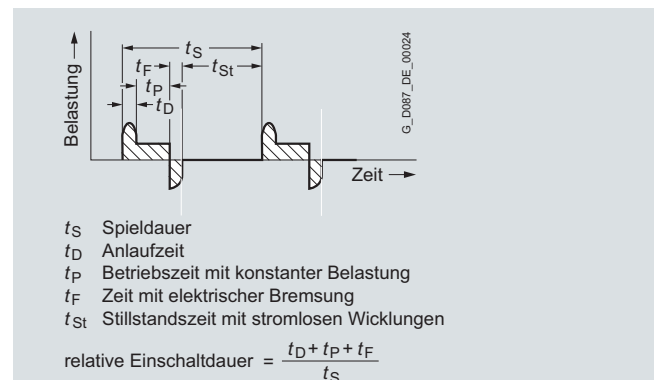 tS
tF
tSt
tP
tD
Belastung
Zeit
G_D087_DE_00024
tS Spieldauer
tD Anlaufzeit
tP Betriebszeit mit konstanter Belastung
tF Zeit mit elektrischer Bremsung
tSt Stillstandszeit mit stromlosen Wicklungen
relative Einschaltdauer = (tD + tP + tF) / tS